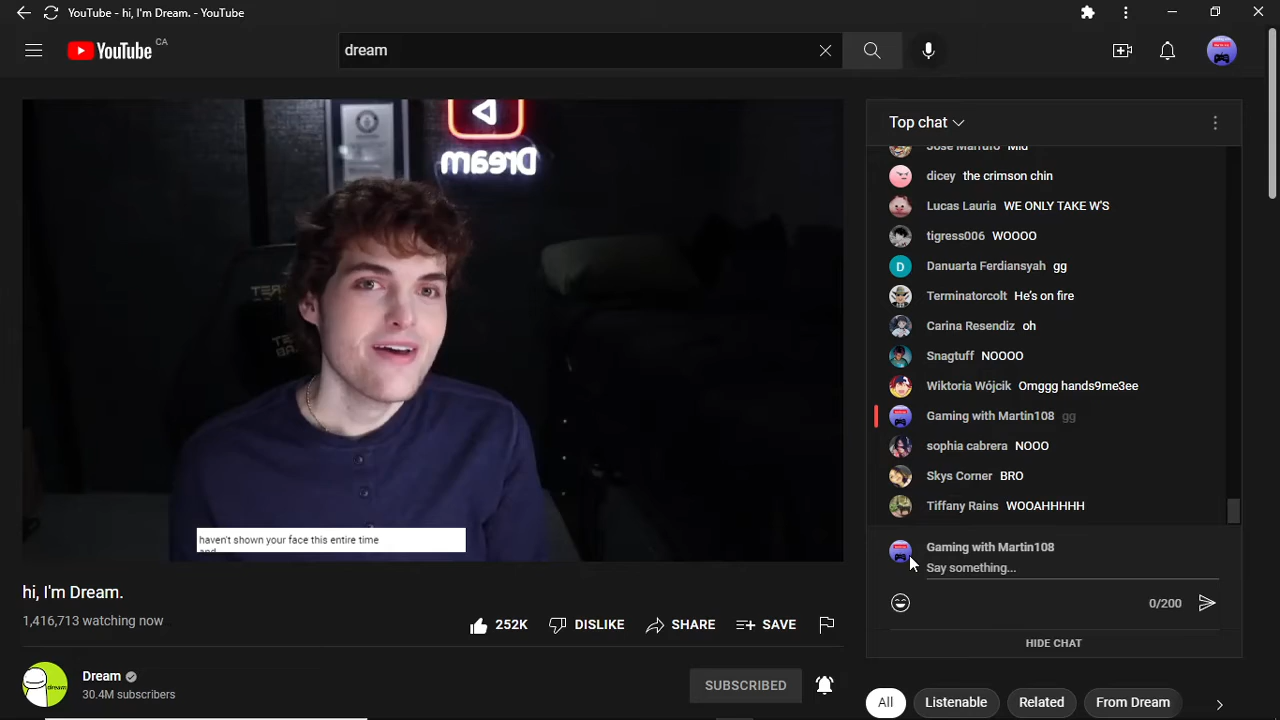 YouTube - hi, I'm Dream. - YouTube
YouTube CA
dream
Dream
haven't shown your face this entire time
and
hi, I'm Dream.
1,416,713 watching now
252K
DISLIKE
SHARE
SAVE
Dream
30.4M subscribers
SUBSCRIBED
Top chat
Jose Marrufo Mid
dicey the crimson chin
Lucas Lauria WE ONLY TAKE W'S
tigress006 WOOOO
D Danuarta Ferdiansyah gg
Terminatorcolt He's on fire
Carina Resendiz oh
Snagtuff NOOOO
Wiktoria Wójcik Omggg hands9me3ee
Gaming with Martin108 gg
sophia cabrera NOOO
Skys Corner BRO
Tiffany Rains WOOAHHHHH
Gaming with Martin108
Say something...
0/200
HIDE CHAT
All
Listenable
Related
From Dream